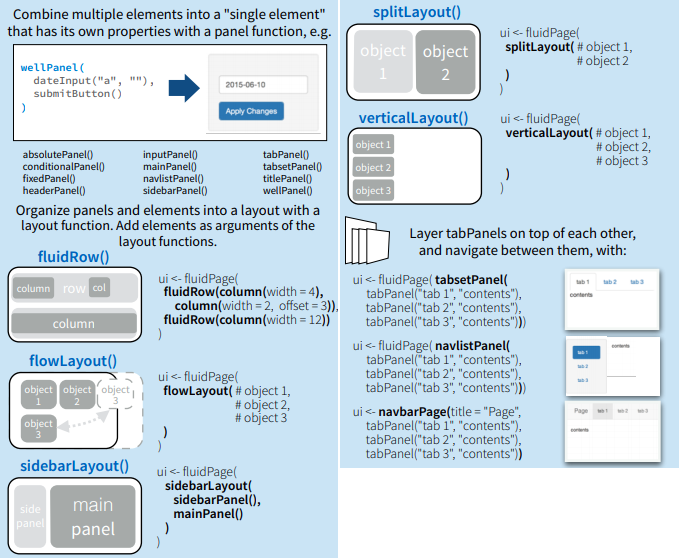 Combine multiple elements into a "single element"
that has its own properties with a panel function, e.g.
wellPanel(
dateInput("a", ""),
submitButton()
)
2015-06-10
Apply Changes
absolutePanel()
conditionalPanel()
fixedPanel()
headerPanel()
inputPanel()
mainPanel()
navlistPanel()
sidebarPanel()
tabPanel()
tabsetPanel()
titlePanel()
wellPanel()
Organize panels and elements into a layout with a
layout function. Add elements as arguments of the
layout functions.
fluidRow()
column
row
col
column
ui <- fluidPage(
fluidRow(column(width = 4),
column(width = 2, offset = 3)),
fluidRow(column(width = 12))
)
flowLayout()
object
1
object
2
object
3
object
3
ui <- fluidPage(
flowLayout( # object 1,
# object 2,
# object 3
)
)
sidebarLayout()
side
panel
main
panel
ui <- fluidPage(
sidebarLayout(
sidebarPanel(),
mainPanel()
)
)
splitLayout()
object
1
object
2
ui <- fluidPage(
splitLayout( # object 1,
# object 2
)
)
verticalLayout()
object 1
object 2
object 3
ui <- fluidPage(
verticalLayout( # object 1,
# object 2,
# object 3
)
)
Layer tabPanels on top of each other,
and navigate between them, with:
ui <- fluidPage( tabsetPanel(
tabPanel("tab 1", "contents"),
tabPanel("tab 2", "contents"),
tabPanel("tab 3", "contents")))
tab 1 tab 2 tab 3
contents
ui <- fluidPage( navlistPanel(
tabPanel("tab 1", "contents"),
tabPanel("tab 2", "contents"),
tabPanel("tab 3", "contents")))
tab 1
tab 2
tab 3
contents
ui <- navbarPage(title = "Page",
tabPanel("tab 1", "contents"),
tabPanel("tab 2", "contents"),
tabPanel("tab 3", "contents"))
Page tab 1 tab 2 tab 3
contents